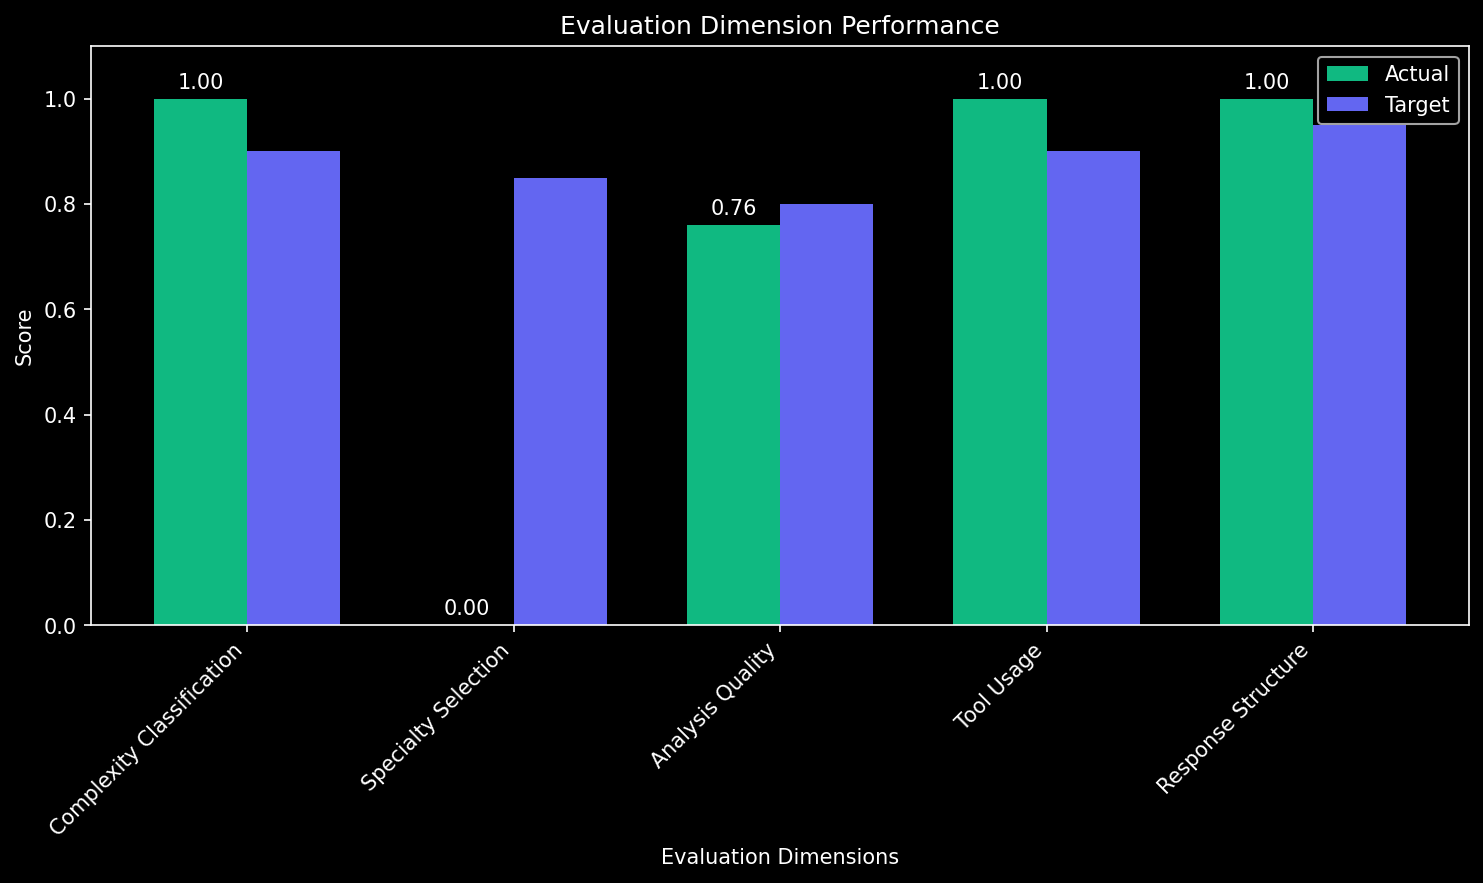 Evaluation Dimension Performance
Actual
Target
1.00
0.00
0.76
1.00
1.00
Score
1.0
0.8
0.6
0.4
0.2
0.0
Complexity Classification
Specialty Selection
Analysis Quality
Tool Usage
Response Structure
Evaluation Dimensions